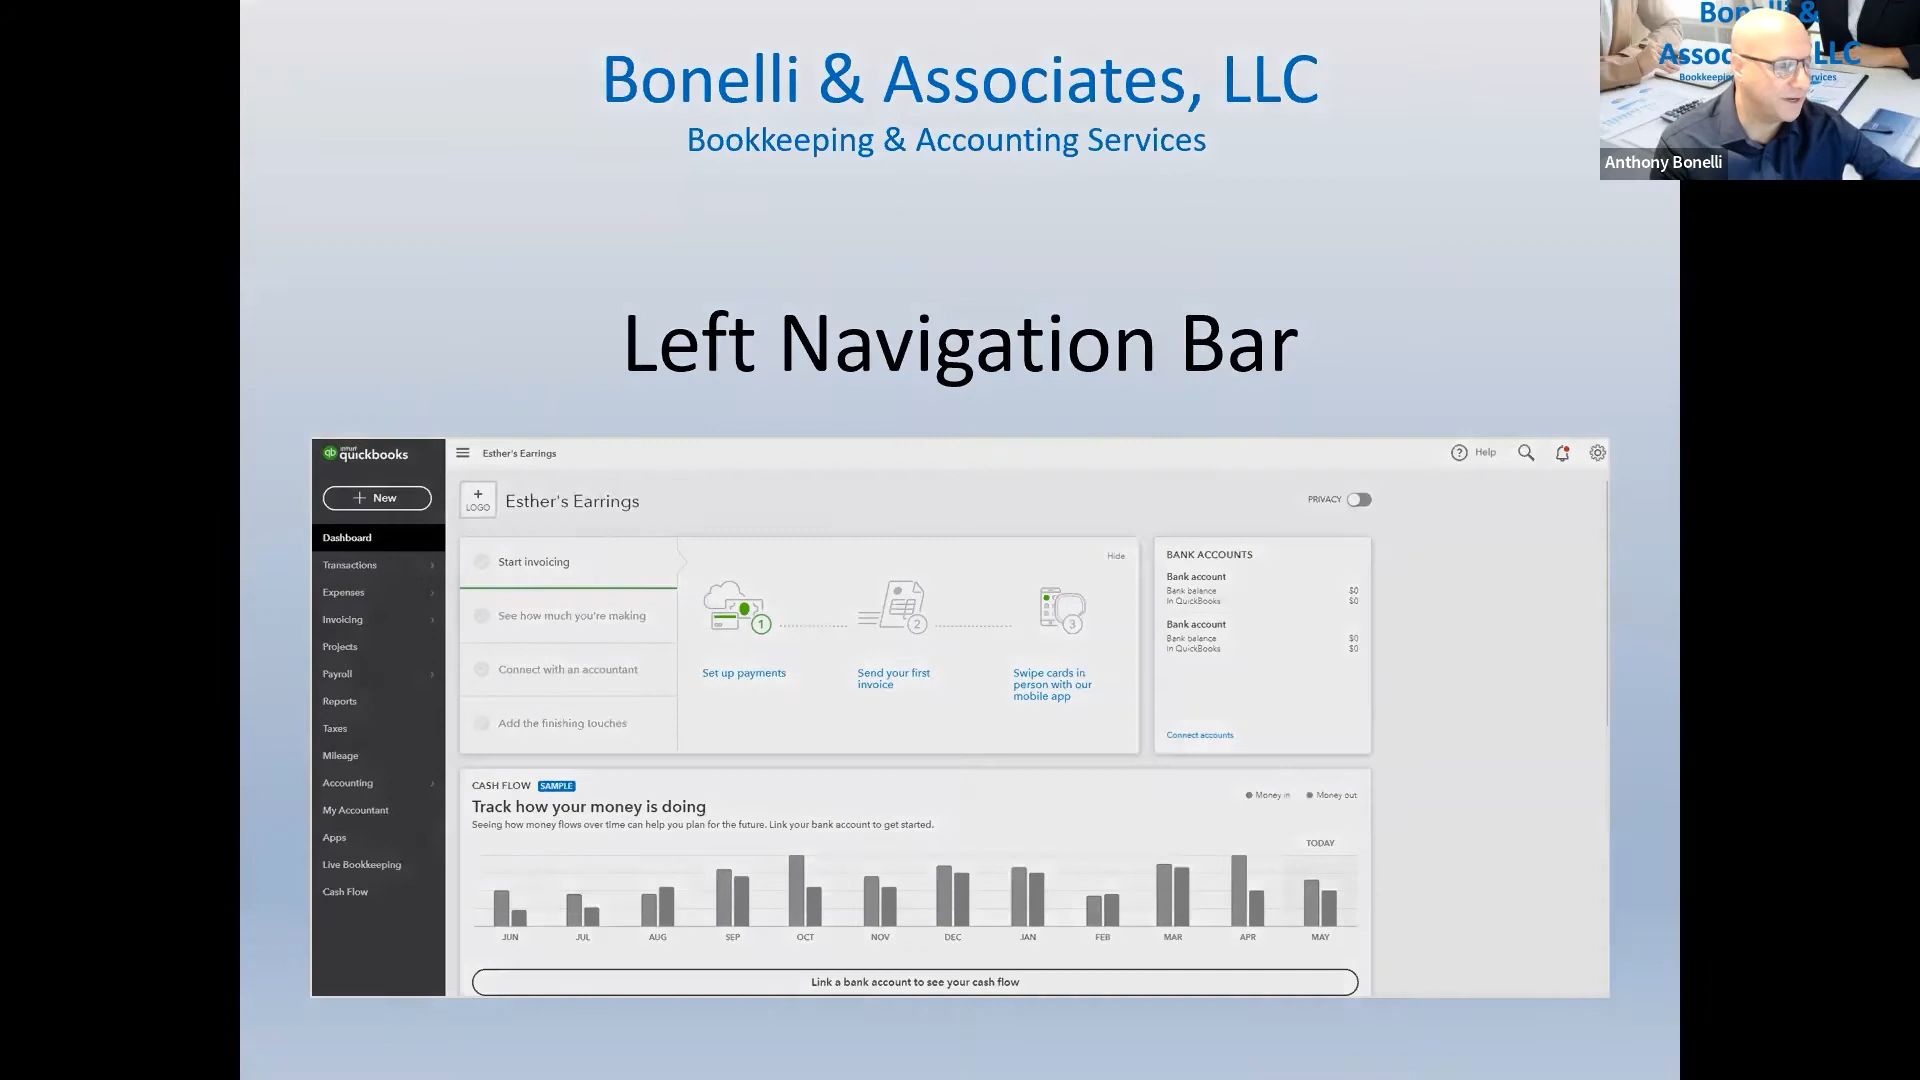 Bonelli & Associates, LLC
Bookkeeping & Accounting Services
Anthony Bonelli
Left Navigation Bar
intuit
qb quickbooks
Esther's Earrings
Help
+ New
+
LOGO
Esther's Earrings
PRIVACY
Dashboard
Transactions
Expenses
Invoicing
Projects
Payroll
Reports
Taxes
Mileage
Accounting
My Accountant
Apps
Live Bookkeeping
Cash Flow
Start invoicing
See how much you're making
Connect with an accountant
Add the finishing touches
Hide
1
2
3
Set up payments
Send your first
invoice
Swipe cards in
person with our
mobile app
BANK ACCOUNTS
Bank account
Bank balance $0
In QuickBooks $0
Bank account
Bank balance $0
In QuickBooks $0
Connect accounts
CASH FLOW SAMPLE
Track how your money is doing
Seeing how money flows over time can help you plan for the future. Link your bank account to get started.
Money in Money out
TODAY
JUN JUL AUG SEP OCT NOV DEC JAN FEB MAR APR MAY
Link a bank account to see your cash flow